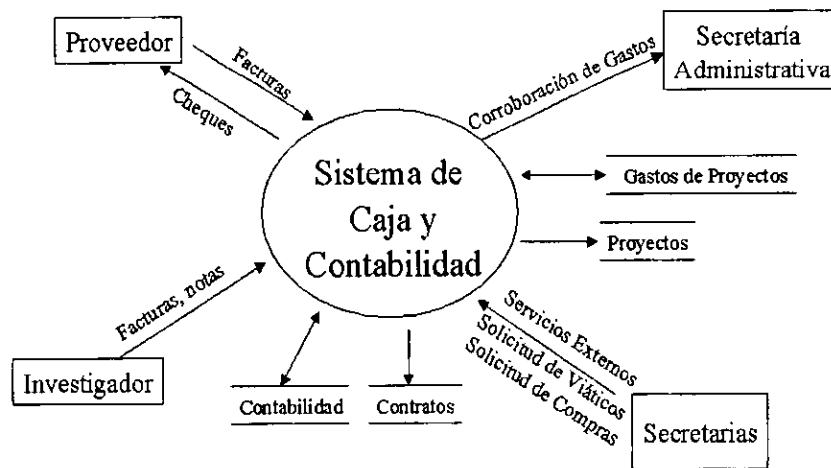 Proveedor
Facturas
Cheques
Corroboración de Gastos
Secretaría
Administrativa
Sistema de
Caja y
Contabilidad
Gastos de Proyectos
Proyectos
Facturas, notas
Investigador
Contabilidad
Contratos
Servicios Externos
Solicitud de Viáticos
Solicitud de Compras
Secretarias